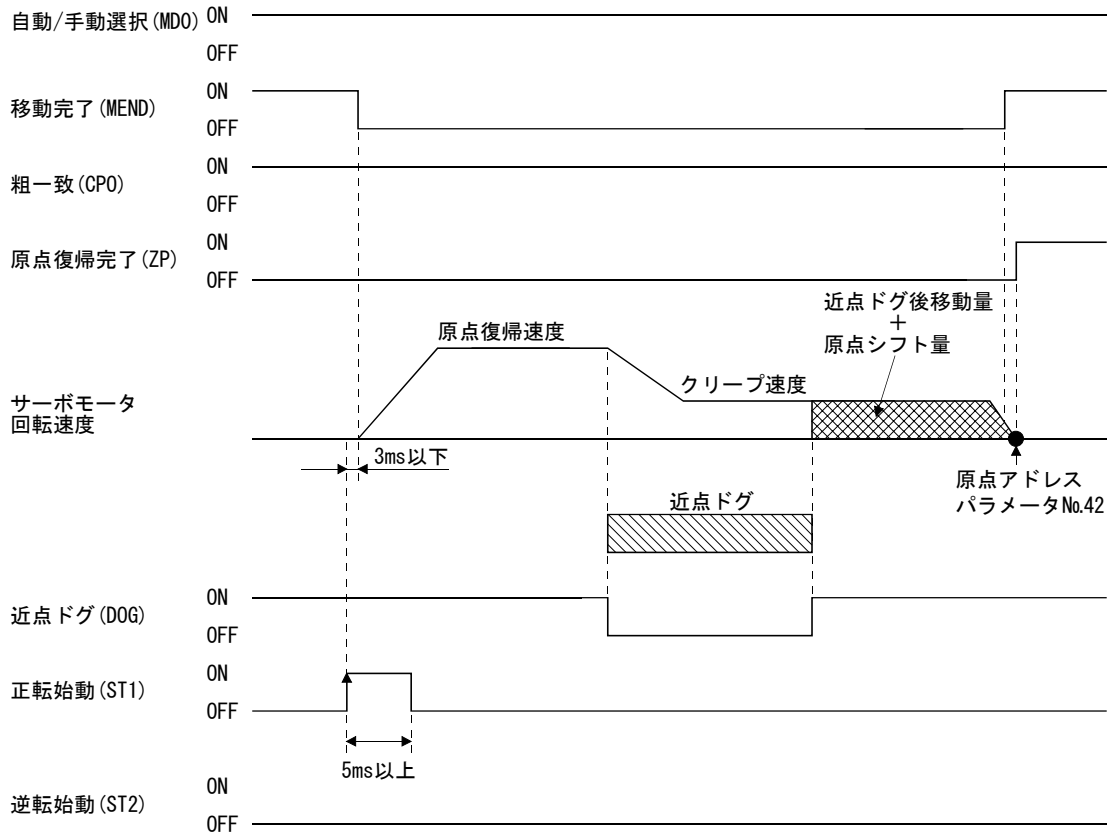 自動/手動選択(MD0) ON
OFF
移動完了(MEND) ON
OFF
粗一致(CPO) ON
OFF
原点復帰完了(ZP) ON
OFF
近点ドグ後移動量
+
原点シフト量
原点復帰速度
クリープ速度
サーボモータ
回転速度
3ms以下
原点アドレス
パラメータNo.42
近点ドグ
近点ドグ(DOG) ON
OFF
正転始動(ST1) ON
OFF
5ms以上
逆転始動(ST2) ON
OFF